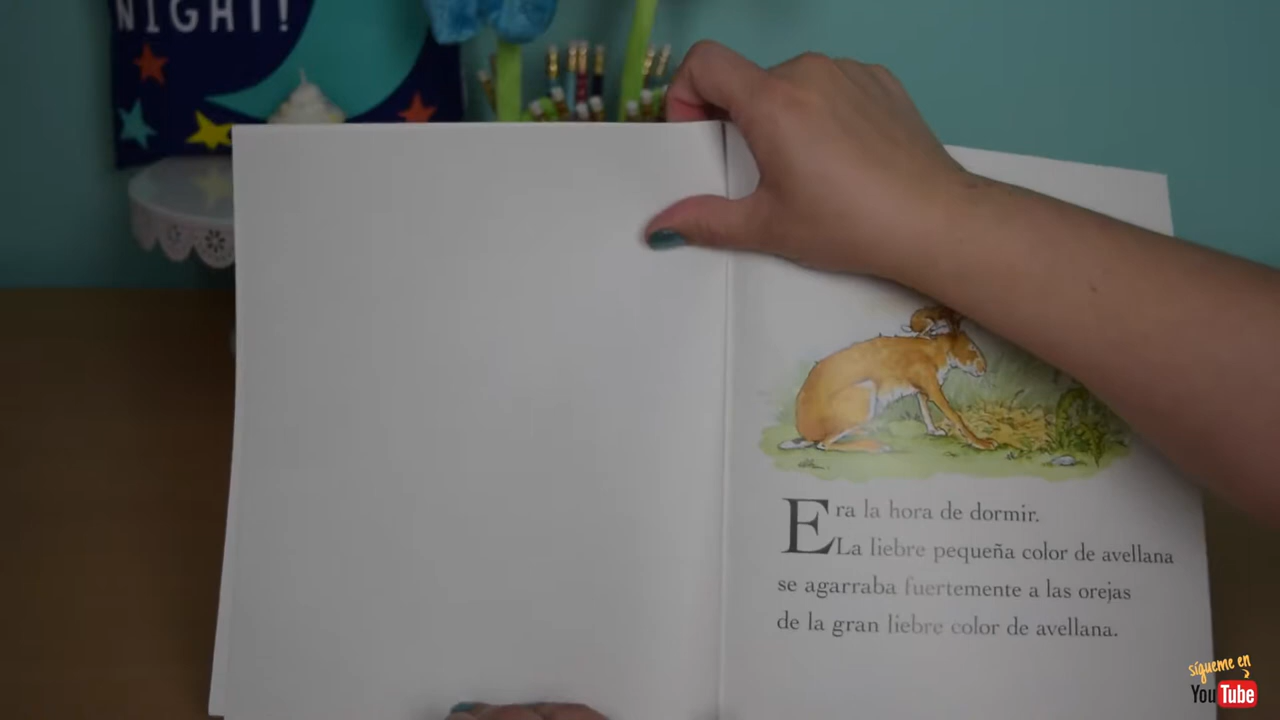 NIGHT!
Era la hora de dormir.
La liebre pequeña color de avellana
se agarraba fuertemente a las orejas
de la gran liebre color de avellana.
sígueme en
YouTube